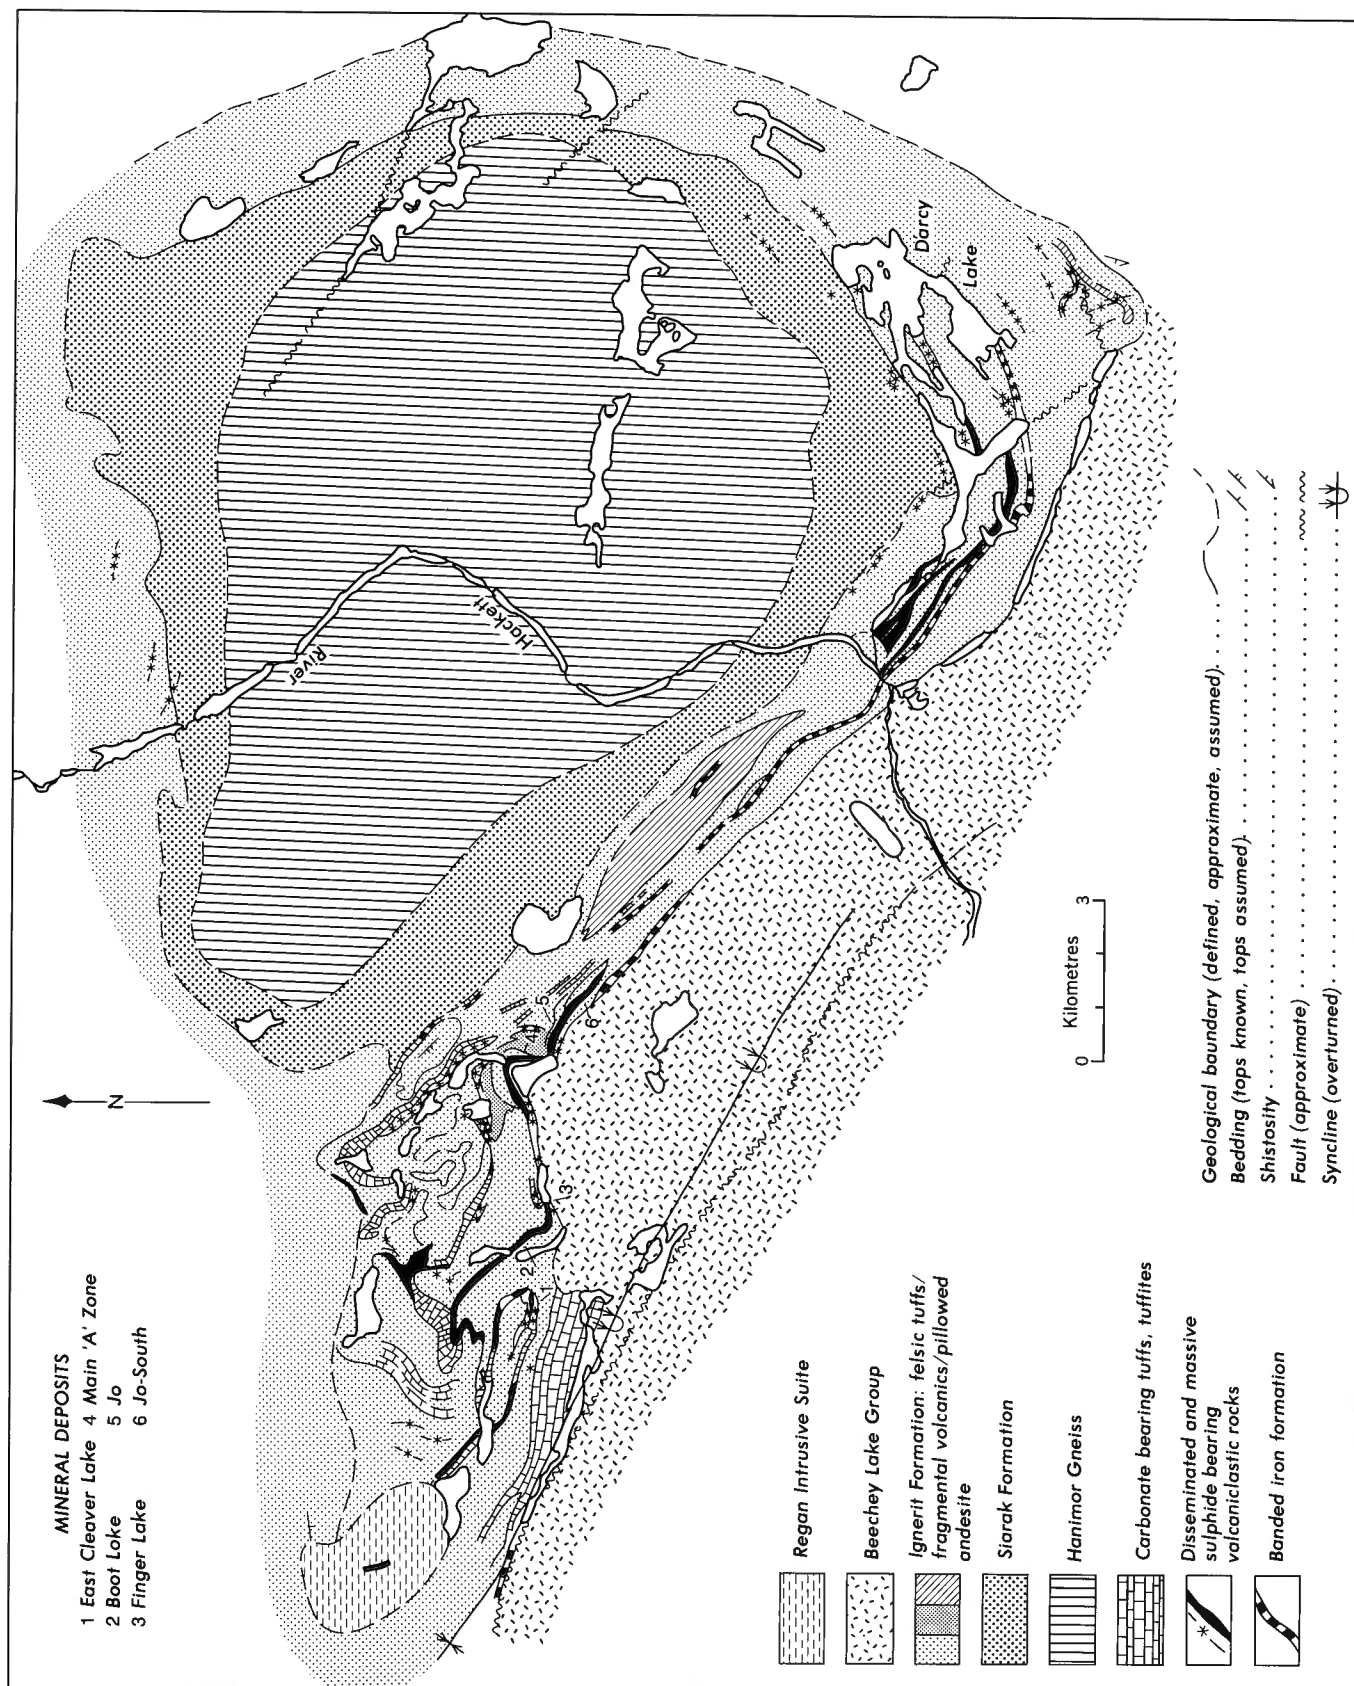 MINERAL DEPOSITS
1 East Cleaver Lake 4 Main 'A' Zone
2 Boot Lake 5 Jo
3 Finger Lake 6 Jo-South
N
River
Hackett
D'arcy
Lake
1
2
3
4
5
6
Kilometres
0 3
Regan Intrusive Suite
Beechey Lake Group
Ignerit Formation: felsic tuffs/
fragmental volcanics/pillowed
andesite
Siarak Formation
Hanimor Gneiss
Carbonate bearing tuffs, tuffites
Disseminated and massive
sulphide bearing
volcaniclastic rocks
Banded iron formation
Geological boundary (defined, approximate, assumed)
Bedding (tops known, tops assumed)
Shistosity
Fault (approximate)
Syncline (overturned)